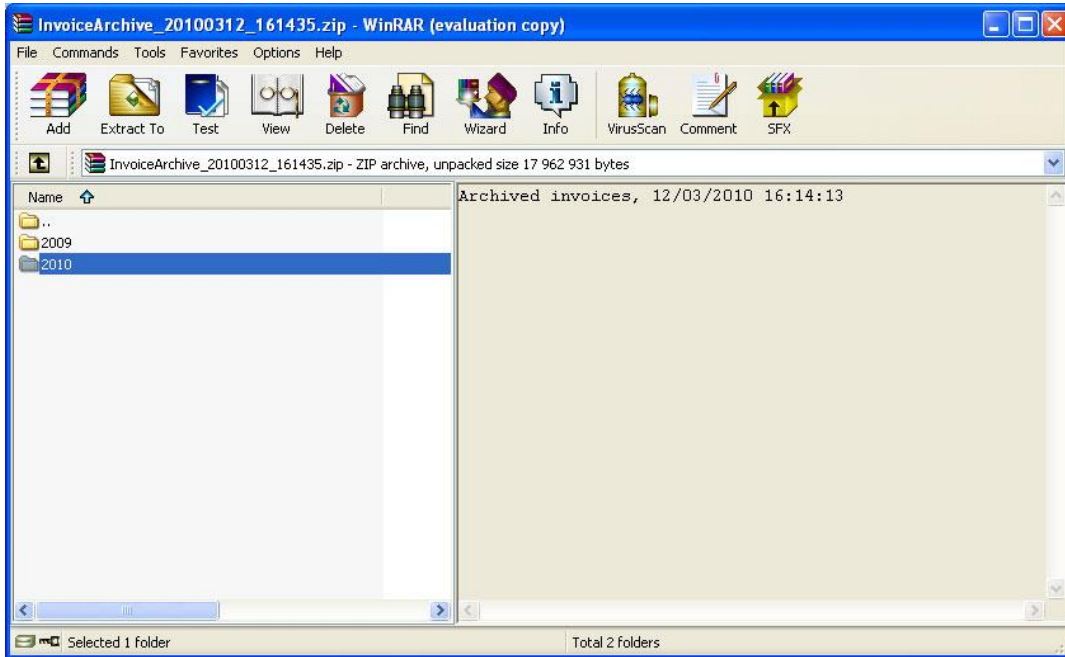 InvoiceArchive_20100312_161435.zip - WinRAR (evaluation copy)
File Commands Tools Favorites Options Help
Add Extract To Test View Delete Find Wizard Info VirusScan Comment SFX
InvoiceArchive_20100312_161435.zip - ZIP archive, unpacked size 17 962 931 bytes
Name
Archived invoices, 12/03/2010 16:14:13
..
2009
2010
Selected 1 folder
Total 2 folders